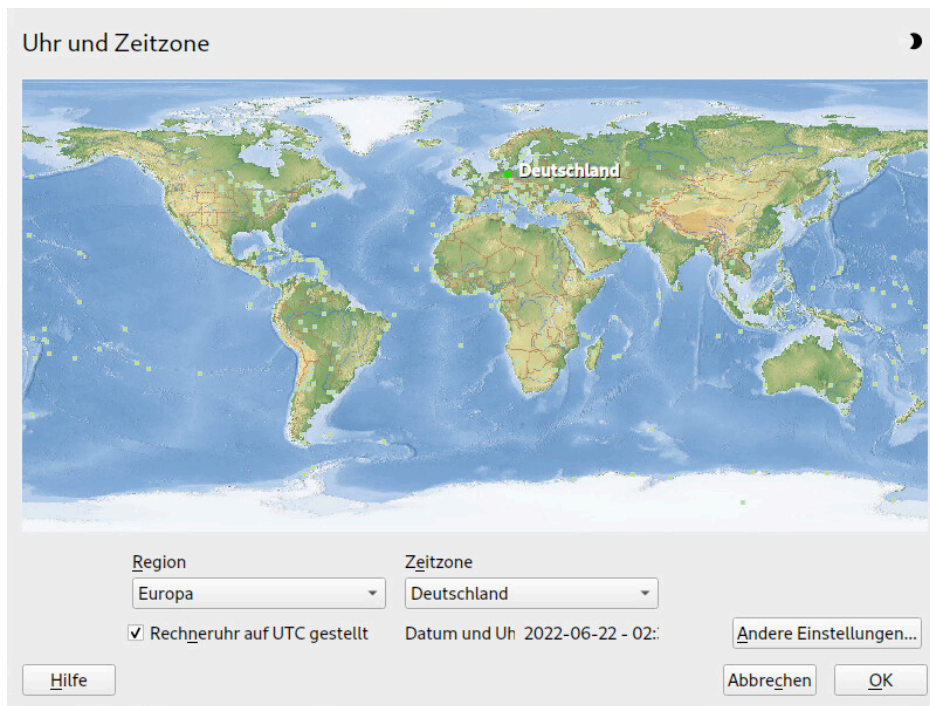 Uhr und Zeitzone
Deutschland
Region
Zeitzone
Europa
Deutschland
Rechneruhr auf UTC gestellt
Datum und Uh 2022-06-22 - 02:
Andere Einstellungen...
Hilfe
Abbrechen
OK